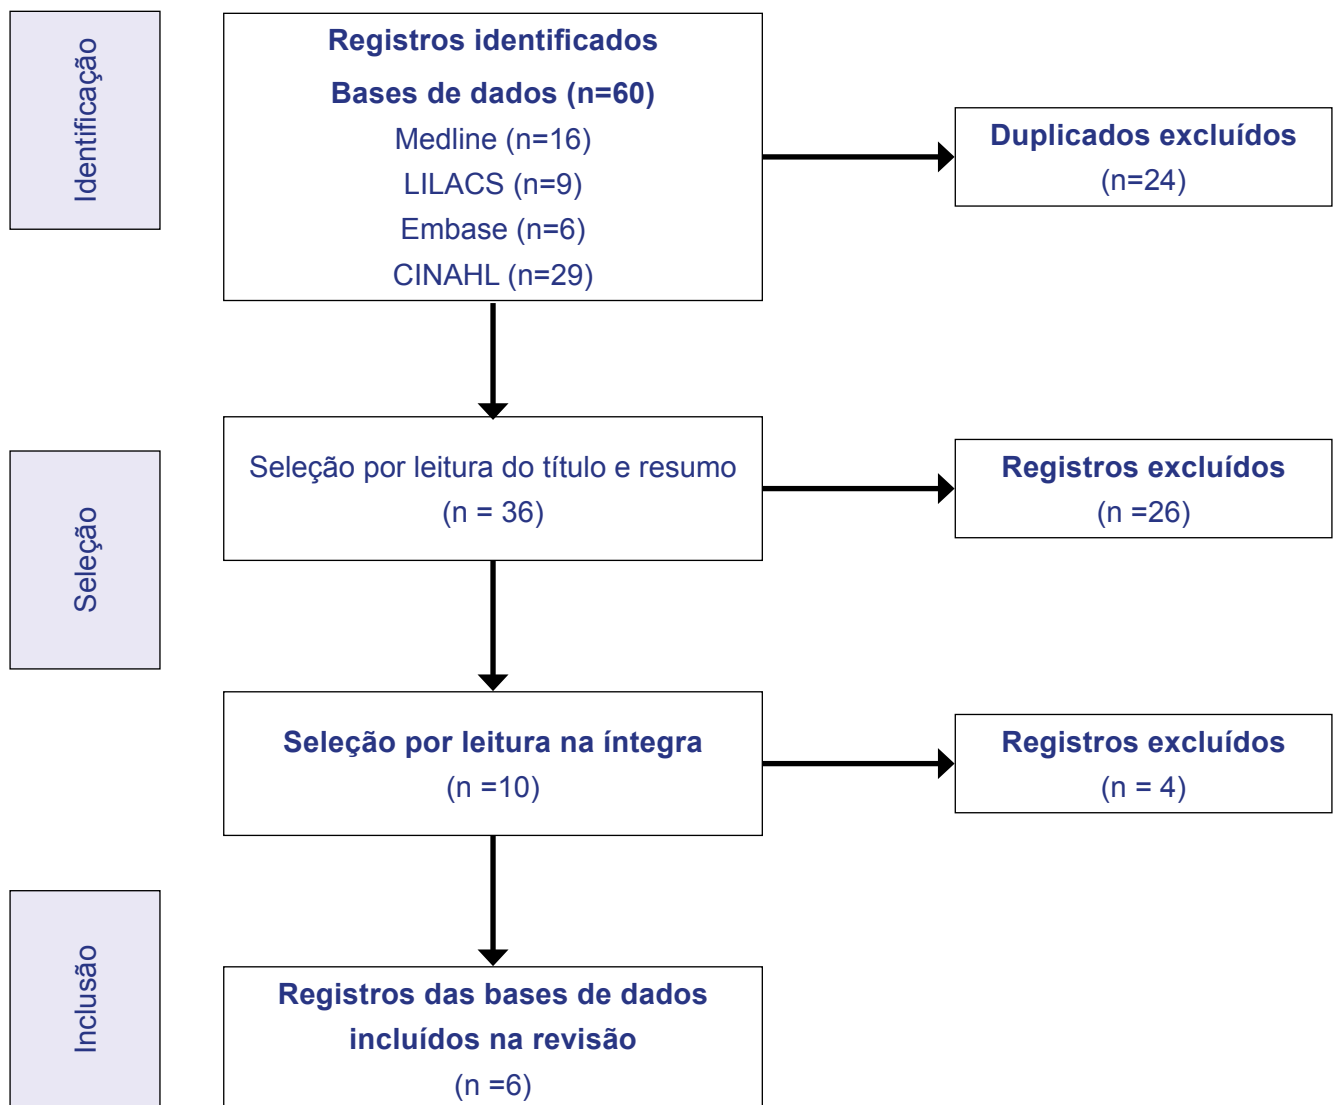 Identificação
Registros identificados
Bases de dados (n=60)
Medline (n=16)
LILACS (n=9)
Embase (n=6)
CINAHL (n=29)
Duplicados excluídos
(n=24)
Seleção
Seleção por leitura do título e resumo
(n = 36)
Registros excluídos
(n =26)
Seleção por leitura na íntegra
(n =10)
Registros excluídos
(n = 4)
Inclusão
Registros das bases de dados
incluídos na revisão
(n =6)